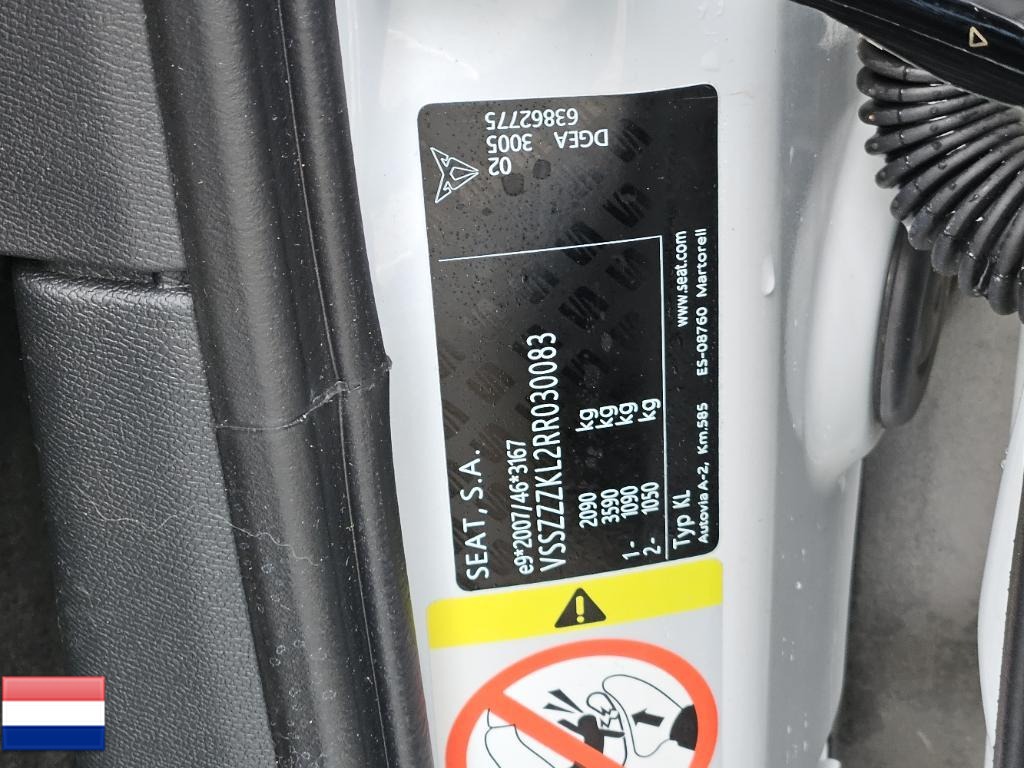 SEAT, S.A.
e9*2007/46*3167
VSSZZZKL2RR030083
2090 kg
3590 kg
1- 1090 kg
2- 1050 kg
Typ KL www.seat.com
Autovia A-2, Km.585 ES-08760 Martorell
02 3005 DGEA
63862775